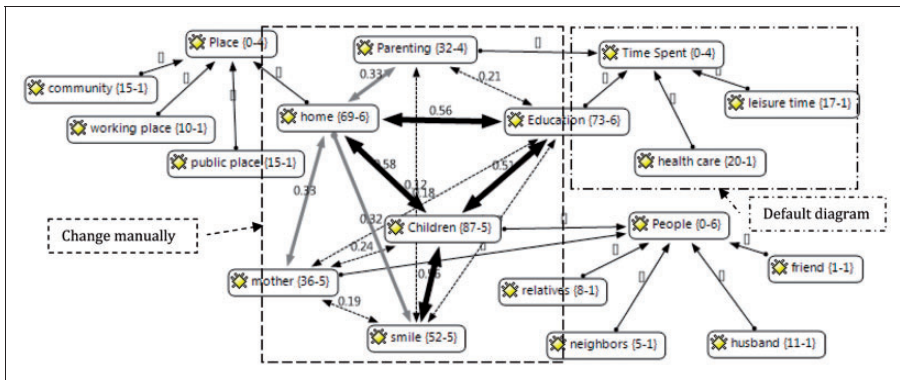 Place {0-4}
Parenting {32-4}
Time Spent {0-4}
community {15-1}
0.33
0.21
leisure time {17-1}
working place {10-1}
home {69-6}
0.56
Education {73-6}
public place {15-1}
0.58
0.51
health care {20-1}
0.12
0.18
0.33
0.32
Change manually
Children {87-5}
People {0-6}
Default diagram
0.24
mother {36-5}
friend {1-1}
relatives {8-1}
0.19
smile {52-5}
neighbors {5-1}
husband {11-1}